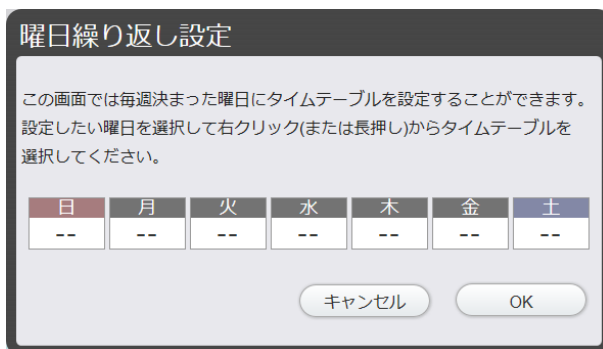 曜日繰り返し設定
この画面では毎週決まった曜日にタイムテーブルを設定することができます。
設定したい曜日を選択して右クリック(または長押し)からタイムテーブルを
選択してください。
日 月 火 水 木 金 土
-- -- -- -- -- -- --
キャンセル OK